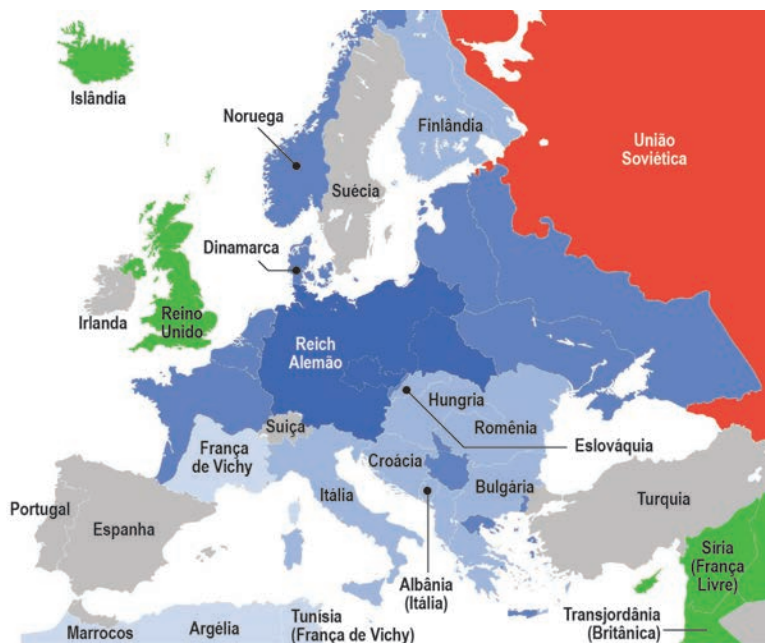 Islândia
Noruega
Finlândia
União
Soviética
Suécia
Dinamarca
Irlanda
Reino
Unido
Reich
Alemão
Hungria
Romênia
Eslováquia
Suíça
França
de Vichy
Croácia
Bulgária
Itália
Portugal
Espanha
Turquia
Albânia
(Itália)
Síria
(França
Livre)
Transjordânia
(Britânica)
Marrocos
Argélia
Tunísia
(França de Vichy)